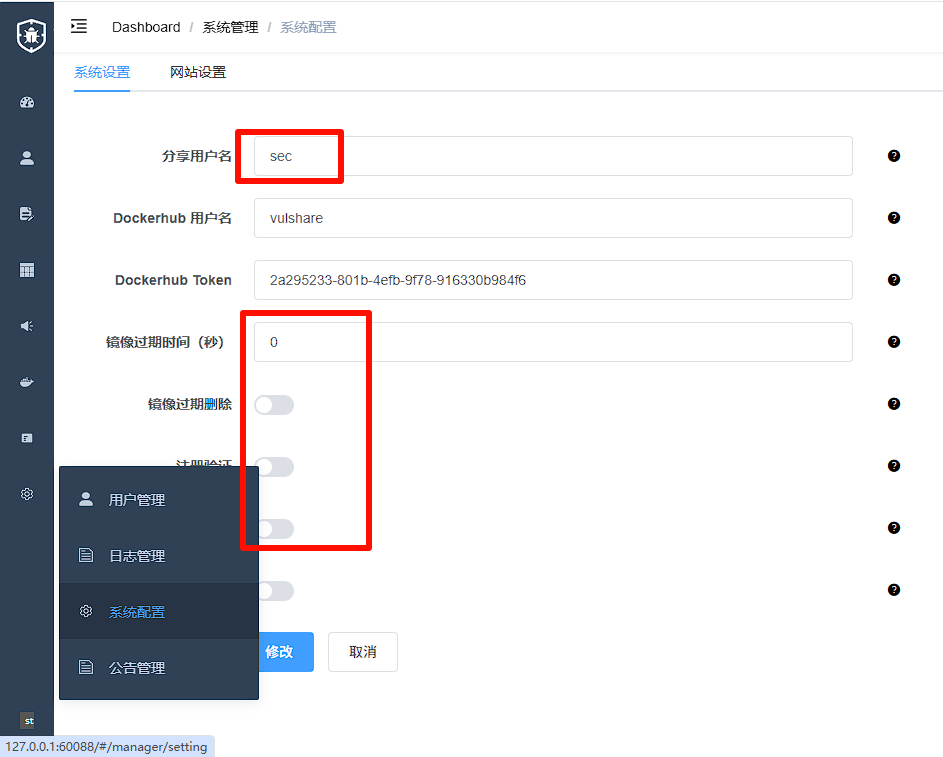 Dashboard / 系统管理 / 系统配置
系统设置 网站设置
分享用户名 sec
Dockerhub 用户名 vulshare
Dockerhub Token 2a295233-801b-4efb-9f78-916330b984f6
镜像过期时间（秒） 0
镜像过期删除
注册验证
用户管理
日志管理
系统配置
公告管理
修改 取消
st
127.0.0.1:60088/#/manager/setting